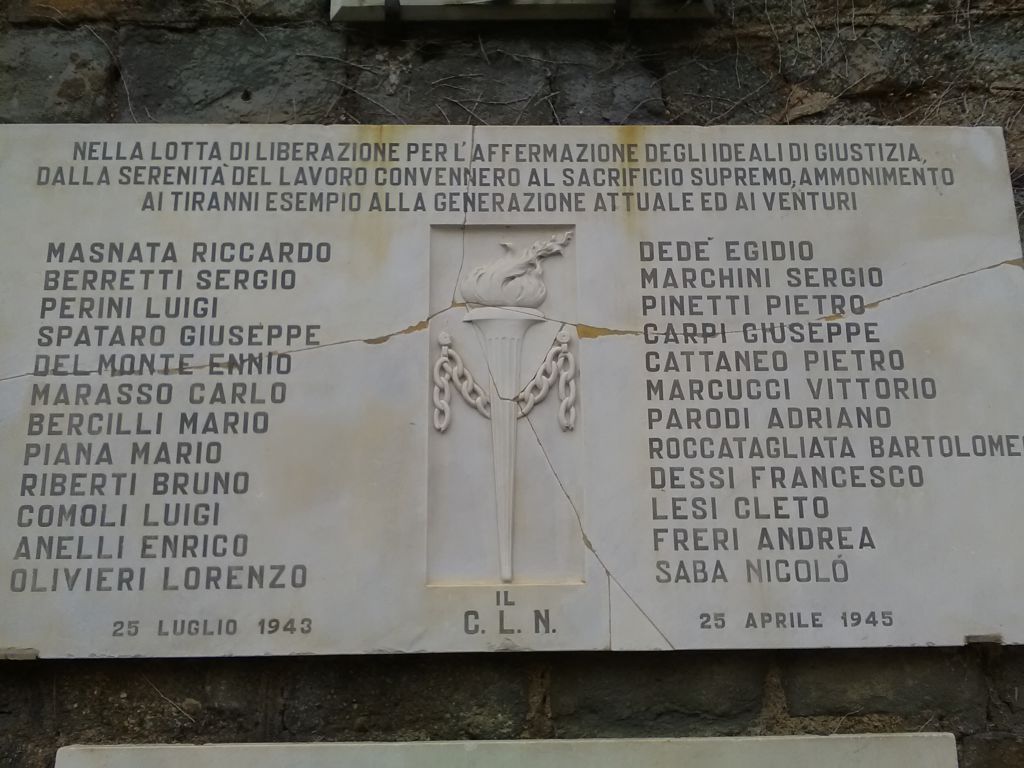 NELLA LOTTA DI LIBERAZIONE PER L'AFFERMAZIONE DEGLI IDEALI DI GIUSTIZIA,
DALLA SERENITÀ DEL LAVORO CONVENNERO AL SACRIFICIO SUPREMO, AMMONIMENTO
AI TIRANNI ESEMPIO ALLA GENERAZIONE ATTUALE ED AI VENTURI
MASNATA RICCARDO
BERRETTI SERGIO
PERINI LUIGI
SPATARO GIUSEPPE
DEL MONTE ENNIO
MARASSO CARLO
BERCILLI MARIO
PIANA MARIO
RIBERTI BRUNO
COMOLI LUIGI
ANELLI ENRICO
OLIVIERI LORENZO
25 LUGLIO 1943
IL
C. L. N.
DEDÈ EGIDIO
MARCHINI SERGIO
PINETTI PIETRO
CARPI GIUSEPPE
CATTANEO PIETRO
MARCUCCI VITTORIO
PARODI ADRIANO
ROCCATAGLIATA BARTOLOMEO
DESSI FRANCESCO
LESI CLETO
FRERI ANDREA
SABA NICOLÓ
25 APRILE 1945